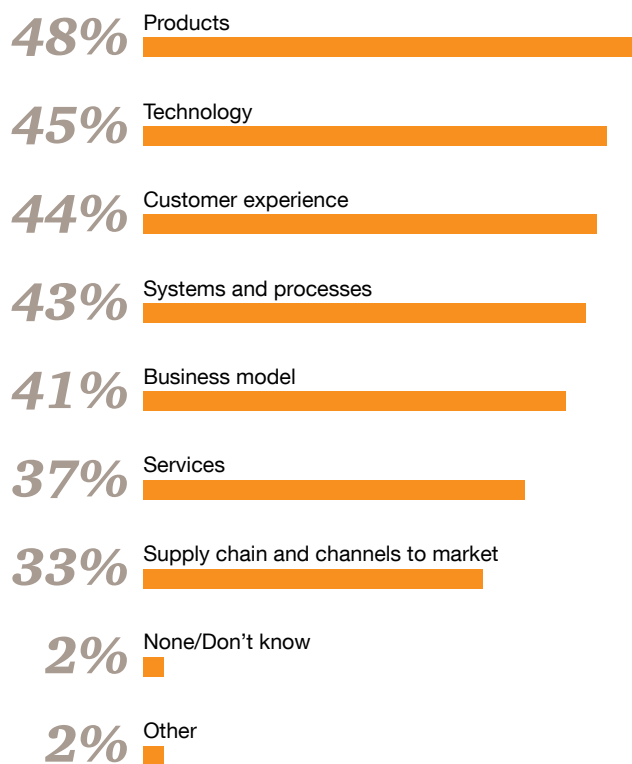 48% Products
45% Technology
44% Customer experience
43% Systems and processes
41% Business model
37% Services
33% Supply chain and channels to market
2% None/Don’t know
2% Other